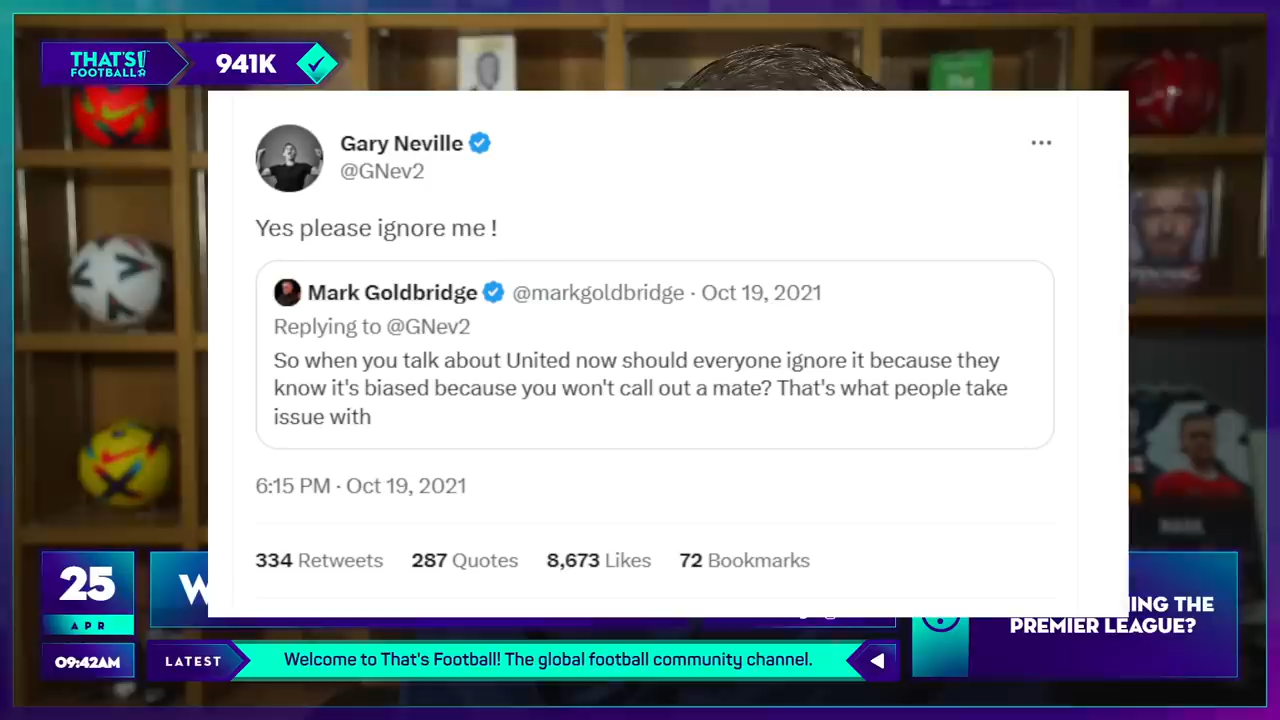 THAT'S!
FOOTBALL
941K
Gary Neville
@GNev2
Yes please ignore me !
Mark Goldbridge @markgoldbridge · Oct 19, 2021
Replying to @GNev2
So when you talk about United now should everyone ignore it because they
know it's biased because you won't call out a mate? That's what people take
issue with
6:15 PM · Oct 19, 2021
334 Retweets 287 Quotes 8,673 Likes 72 Bookmarks
25
APR
W
ING THE
PREMIER LEAGUE?
09:42AM
LATEST
Welcome to That's Football! The global football community channel.